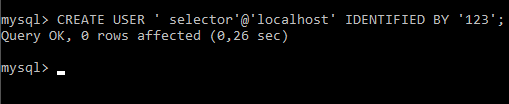 mysql> CREATE USER ' selector'@'localhost' IDENTIFIED BY '123';
Query OK, 0 rows affected (0,26 sec)
mysql>